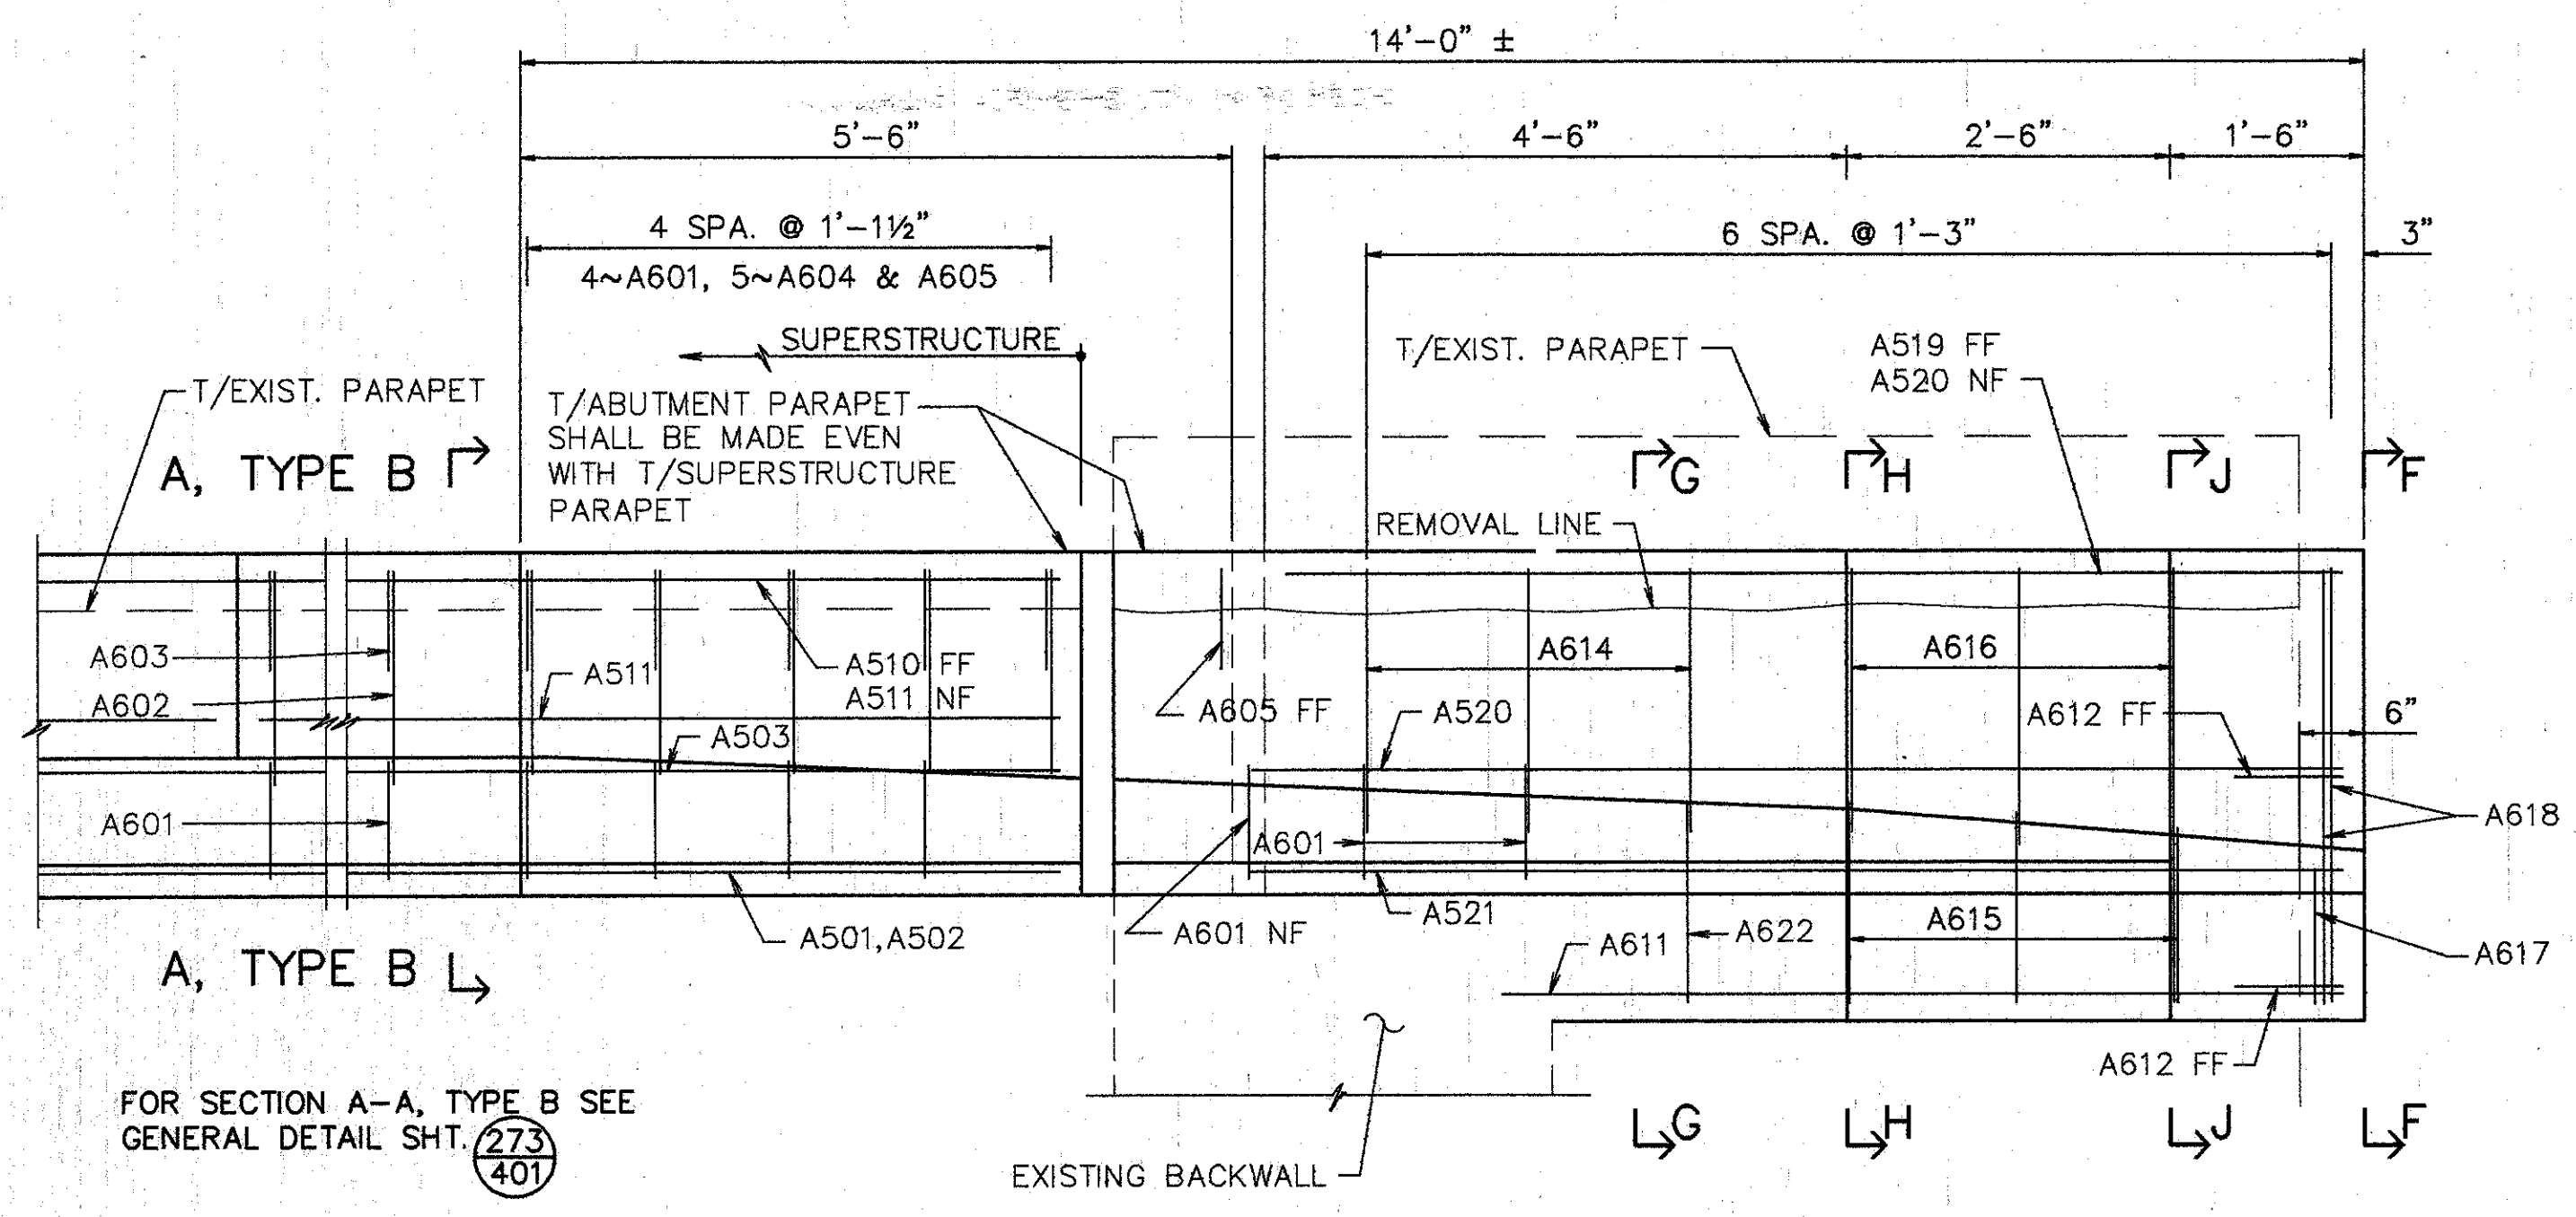 14'-0" ±
5'-6"
4'-6"
2'-6"
1'-6"
4 SPA. @ 1'-1½"
4~A601, 5~A604 & A605
6 SPA. @ 1'-3"
3"
SUPERSTRUCTURE
T/EXIST. PARAPET
A519 FF
A520 NF
T/EXIST. PARAPET
T/ABUTMENT PARAPET
SHALL BE MADE EVEN
WITH T/SUPERSTRUCTURE
PARAPET
A, TYPE B
G
H
J
F
REMOVAL LINE
A603
A602
A511
A510 FF
A511 NF
A503
A605 FF
A614
A616
A520
A612 FF
6"
A601
A601
A618
A501,A502
A601 NF
A521
A622
A615
A611
A617
A, TYPE B
A612 FF
FOR SECTION A-A, TYPE B SEE
GENERAL DETAIL SHT. 273
401
G
H
J
F
EXISTING BACKWALL